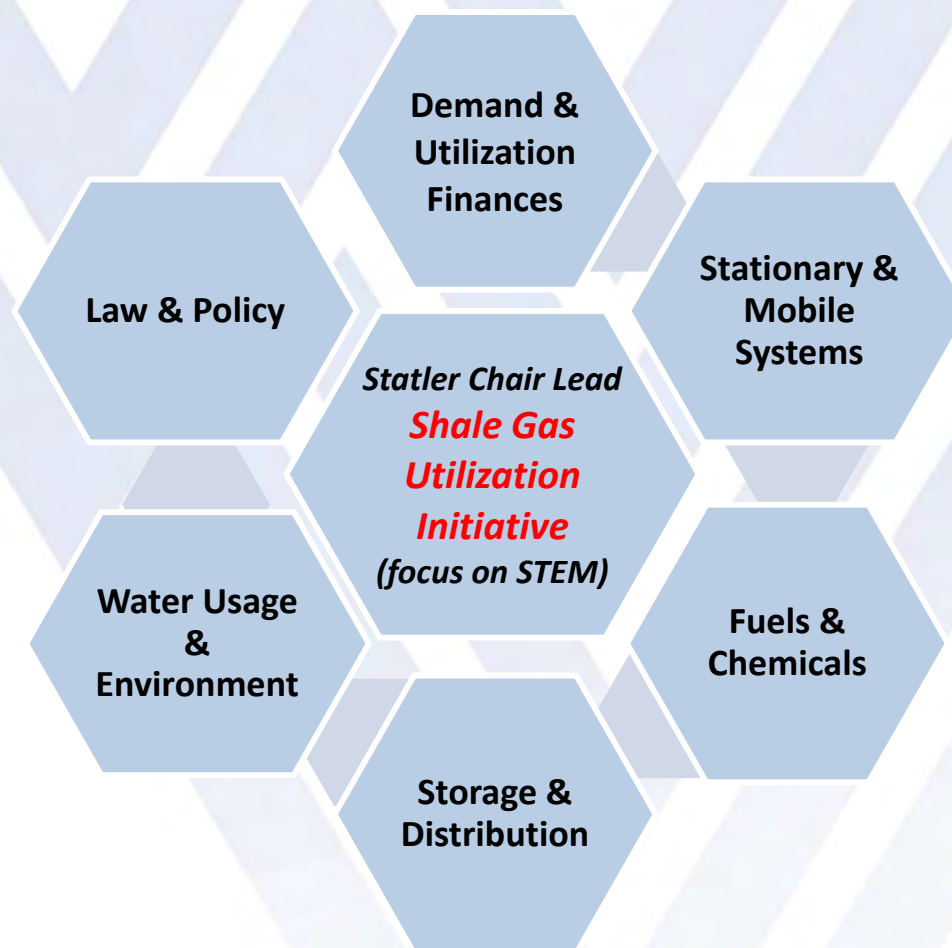 Demand &
Utilization
Finances
Stationary &
Mobile
Systems
Law & Policy
Statler Chair Lead
Shale Gas
Utilization
Initiative
(focus on STEM)
Water Usage
&
Environment
Fuels &
Chemicals
Storage &
Distribution